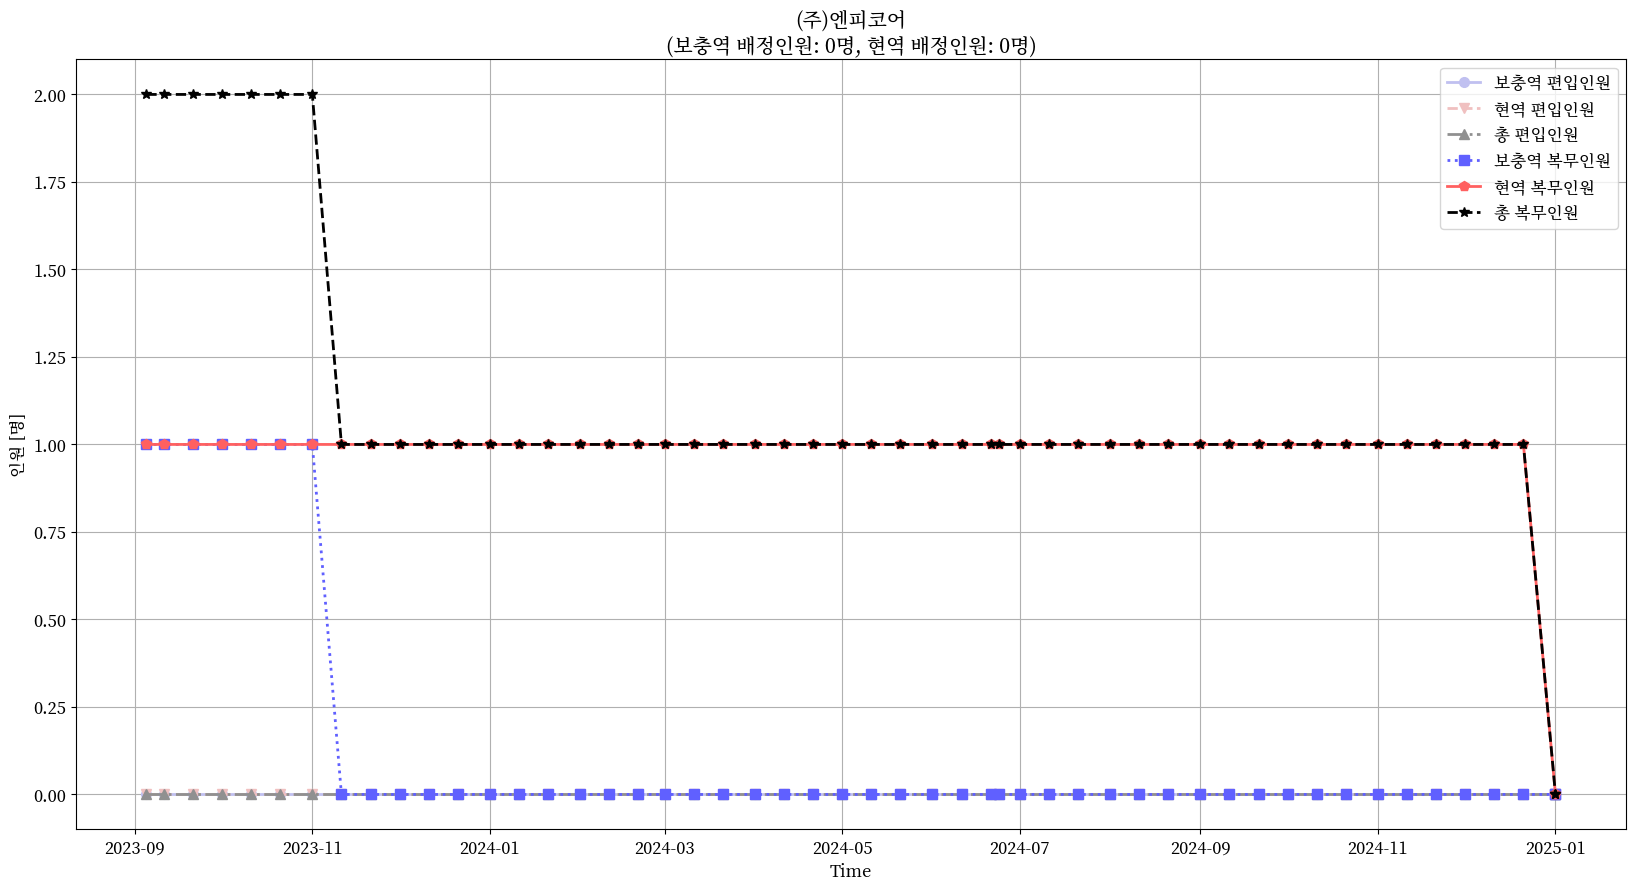 (주)엔피코어
(보충역 배정인원: 0명, 현역 배정인원: 0명)
보충역 편입인원
현역 편입인원
총 편입인원
보충역 복무인원
현역 복무인원
총 복무인원
인원 [명]
2.00
1.75
1.50
1.25
1.00
0.75
0.50
0.25
0.00
2023-09
2023-11
2024-01
2024-03
2024-05
2024-07
2024-09
2024-11
2025-01
Time